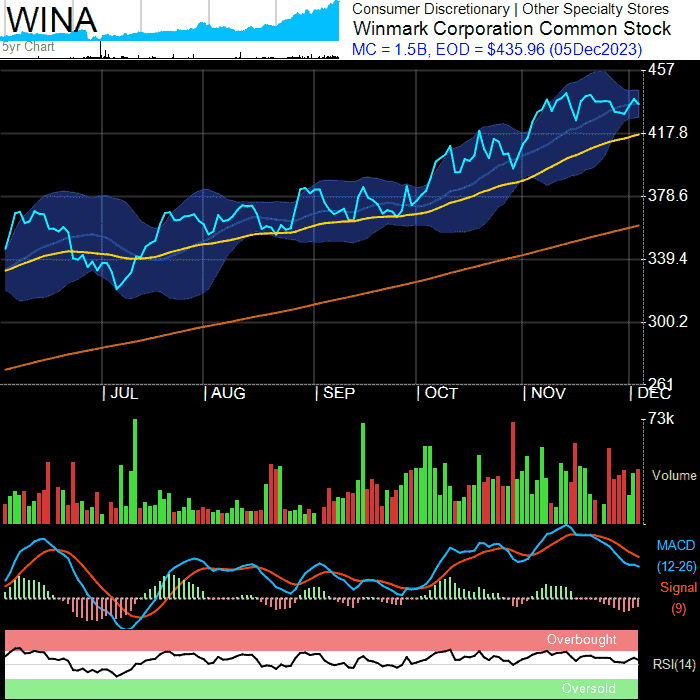 WINA
5yr Chart
Consumer Discretionary | Other Specialty Stores
Winmark Corporation Common Stock
MC = 1.5B, EOD = $435.96 (05Dec2023)
457
417.8
378.6
339.4
300.2
261
| JUL | AUG | SEP | OCT | NOV | DEC
73k
Volume
MACD
(12-26)
Signal
(9)
Overbought
RSI(14)
Oversold